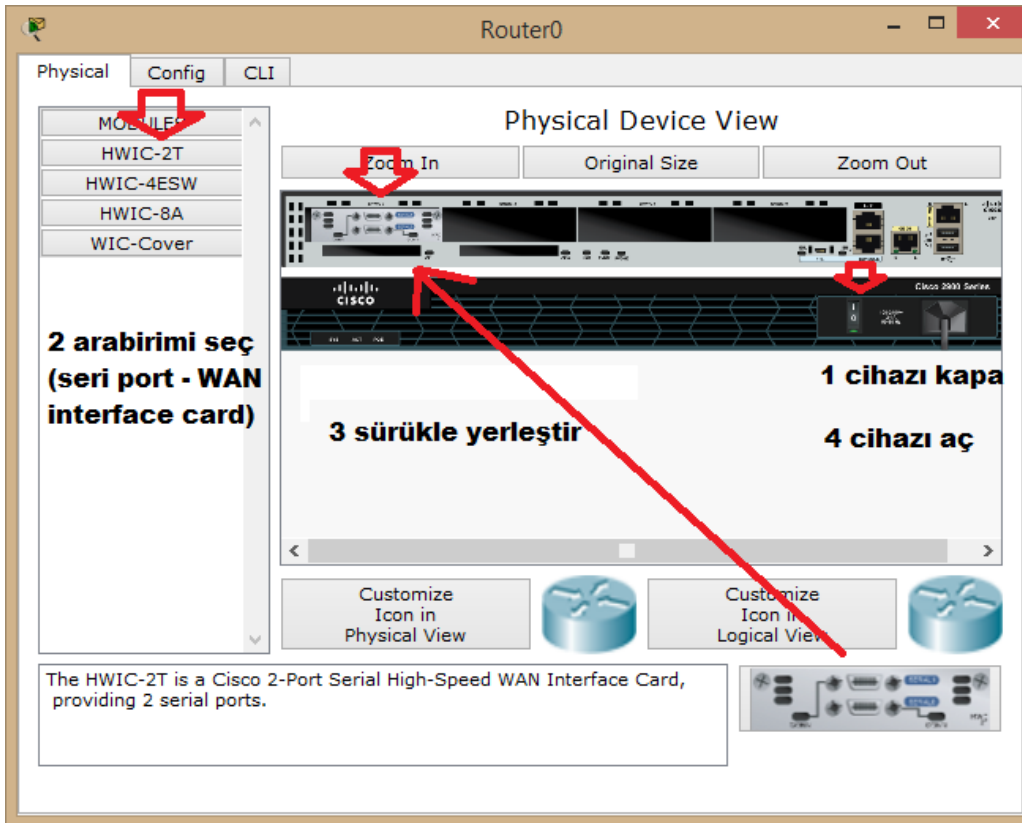 Router0
Physical
Config
CLI
MODULES
HWIC-2T
HWIC-4ESW
HWIC-8A
WIC-Cover
Physical Device View
Zoom In
Original Size
Zoom Out
CISCO
Cisco 2900 Series
2 arabirimi seç
(seri port - WAN
interface card)
1 cihazı kapa
3 sürükle yerleştir
4 cihazı aç
Customize
Icon in
Physical View
Customize
Icon in
Logical View
The HWIC-2T is a Cisco 2-Port Serial High-Speed WAN Interface Card,
providing 2 serial ports.